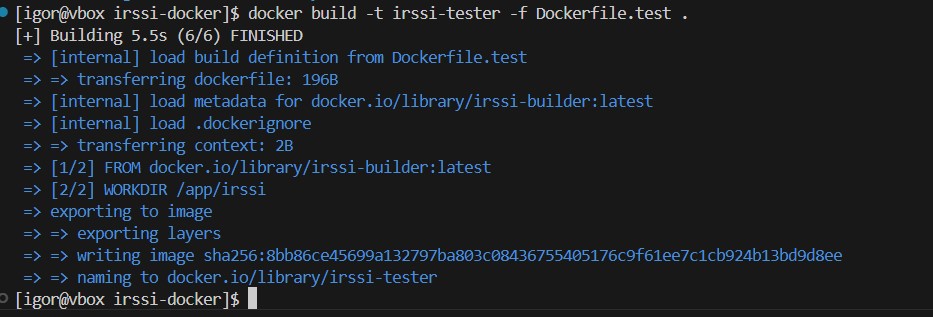 [igor@vbox irssi-docker]$ docker build -t irssi-tester -f Dockerfile.test .
[+] Building 5.5s (6/6) FINISHED
=> [internal] load build definition from Dockerfile.test
=> => transferring dockerfile: 196B
=> [internal] load metadata for docker.io/library/irssi-builder:latest
=> [internal] load .dockerignore
=> => transferring context: 2B
=> [1/2] FROM docker.io/library/irssi-builder:latest
=> [2/2] WORKDIR /app/irssi
=> exporting to image
=> => exporting layers
=> => writing image sha256:8bb86ce45699a132797ba803c08436755405176c9f61ee7c1cb924b13bd9d8ee
=> => naming to docker.io/library/irssi-tester
[igor@vbox irssi-docker]$